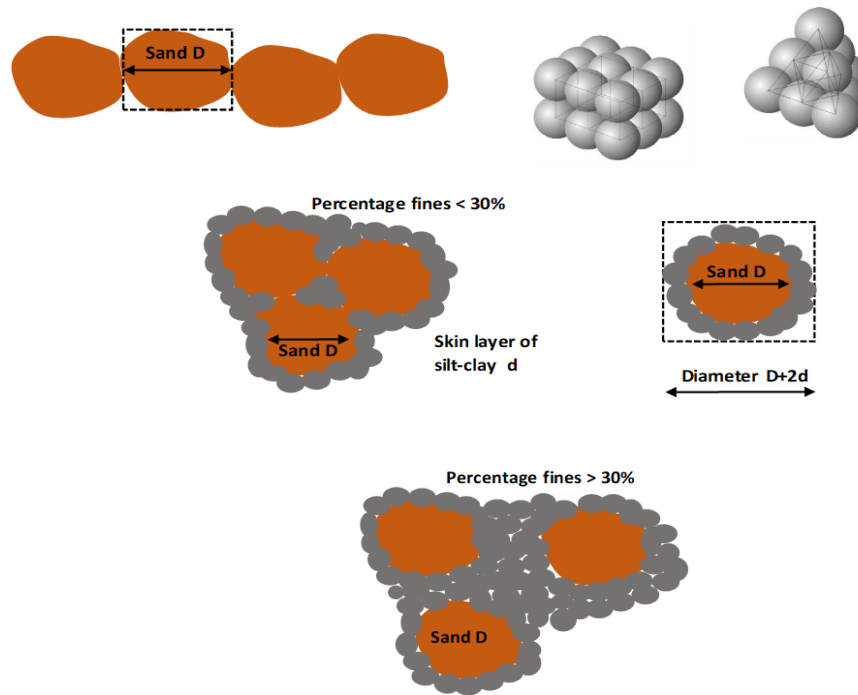 Sand D
Percentage fines < 30%
Sand D
Sand D
Skin layer of
silt-clay d
Diameter D+2d
Percentage fines > 30%
Sand D